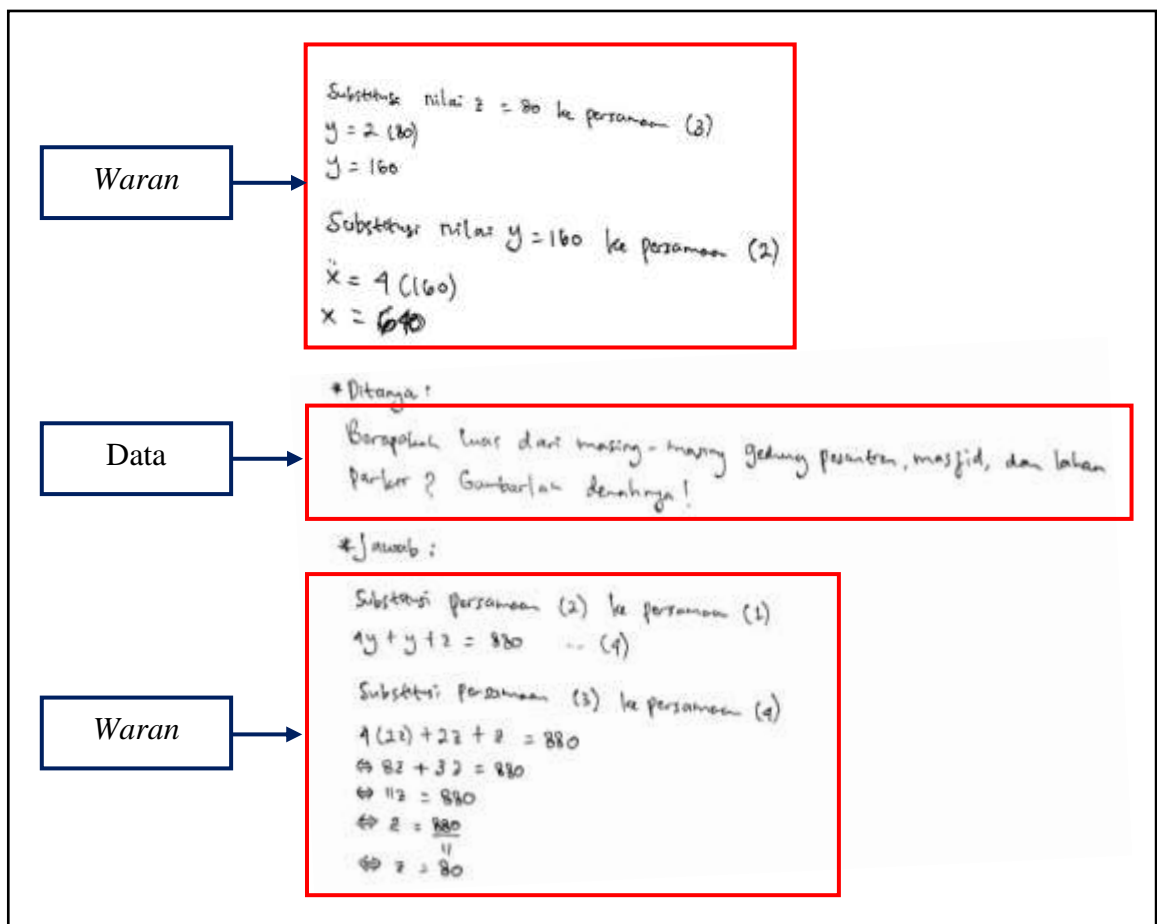 Waran
Substitusi nilai z = 80 ke persamaan (3)
y = 2 (80)
y = 160
Substitusi nilai y = 160 ke persamaan (2)
x = 4 (160)
x = 640
*Ditanya :
Data
Berapakah luas dari masing-masing gedung pesantren, masjid, dan lahan
parkir ? Gambarlah denahnya !
*Jawab :
Waran
Substitusi persamaan (2) ke persamaan (1)
4y + y + z = 880 ... (4)
Substitusi persamaan (3) ke persamaan (4)
4(2z) + 2z + z = 880
⇔ 8z + 3z = 880
⇔ 11z = 880
⇔ z = 880
11
⇔ z = 80